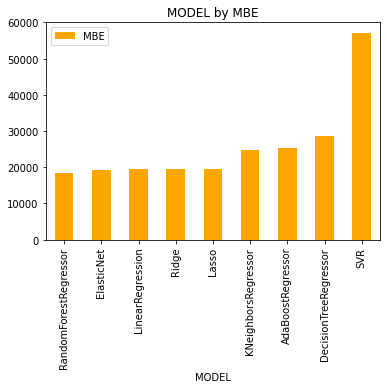 MODEL by MBE
MBE
60000
50000
40000
30000
20000
10000
0
RandomForestRegressor
ElasticNet
LinearRegression
Ridge
Lasso
KNeighborsRegressor
AdaBoostRegressor
DecisionTreeRegressor
SVR
MODEL